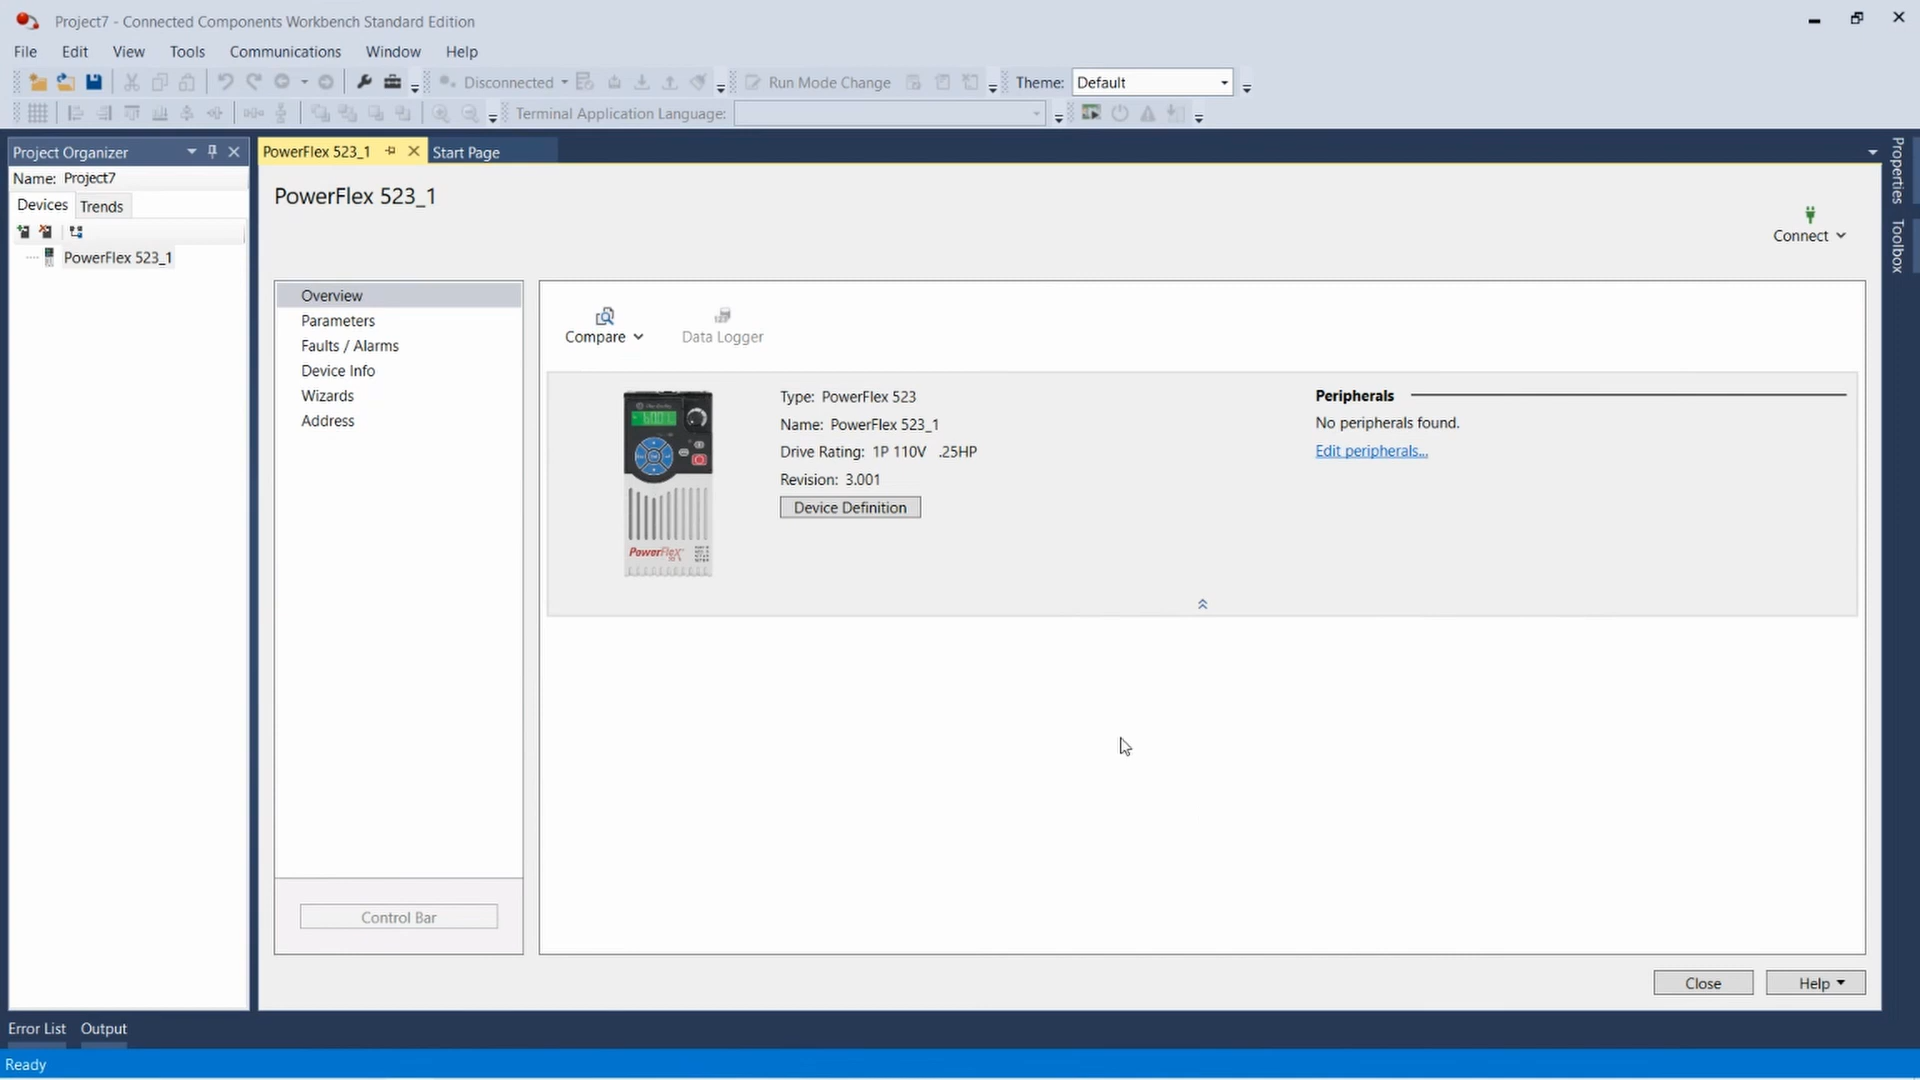 Project7 - Connected Components Workbench Standard Edition
File Edit View Tools Communications Window Help
Disconnected Run Mode Change Theme: Default
Terminal Application Language:
Project Organizer
Name: Project7
Devices Trends
PowerFlex 523_1
PowerFlex 523_1 Start Page
PowerFlex 523_1
Connect
Overview
Parameters
Faults / Alarms
Device Info
Wizards
Address
Control Bar
Compare Data Logger
PowerFlex
Type: PowerFlex 523
Name: PowerFlex 523_1
Drive Rating: 1P 110V .25HP
Revision: 3.001
Device Definition
Peripherals
No peripherals found.
Edit peripherals...
Close Help
Properties
Toolbox
Error List Output
Ready